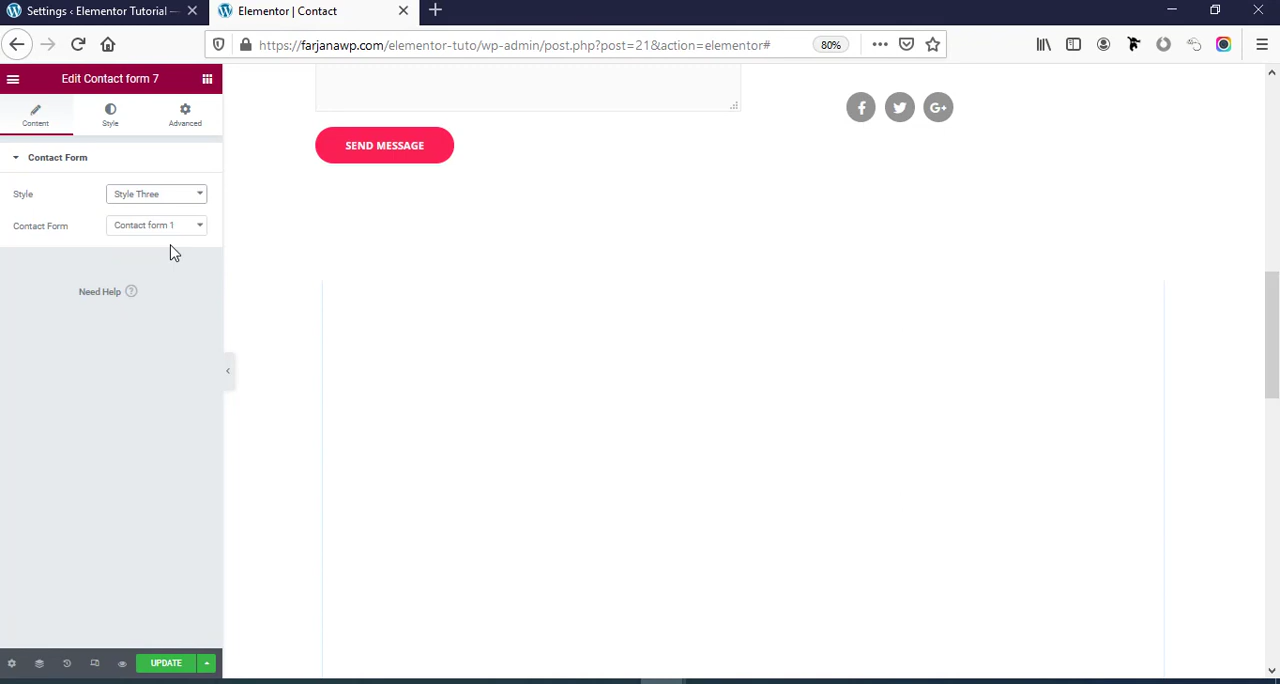 Settings ‹ Elementor Tutorial —
Elementor | Contact
https://farjanawp.com/elementor-tuto/wp-admin/post.php?post=21&action=elementor#
80%
Edit Contact form 7
Content
Style
Advanced
Contact Form
Style
Style Three
Contact Form
Contact form 1
Need Help ?
UPDATE
SEND MESSAGE
f
G+